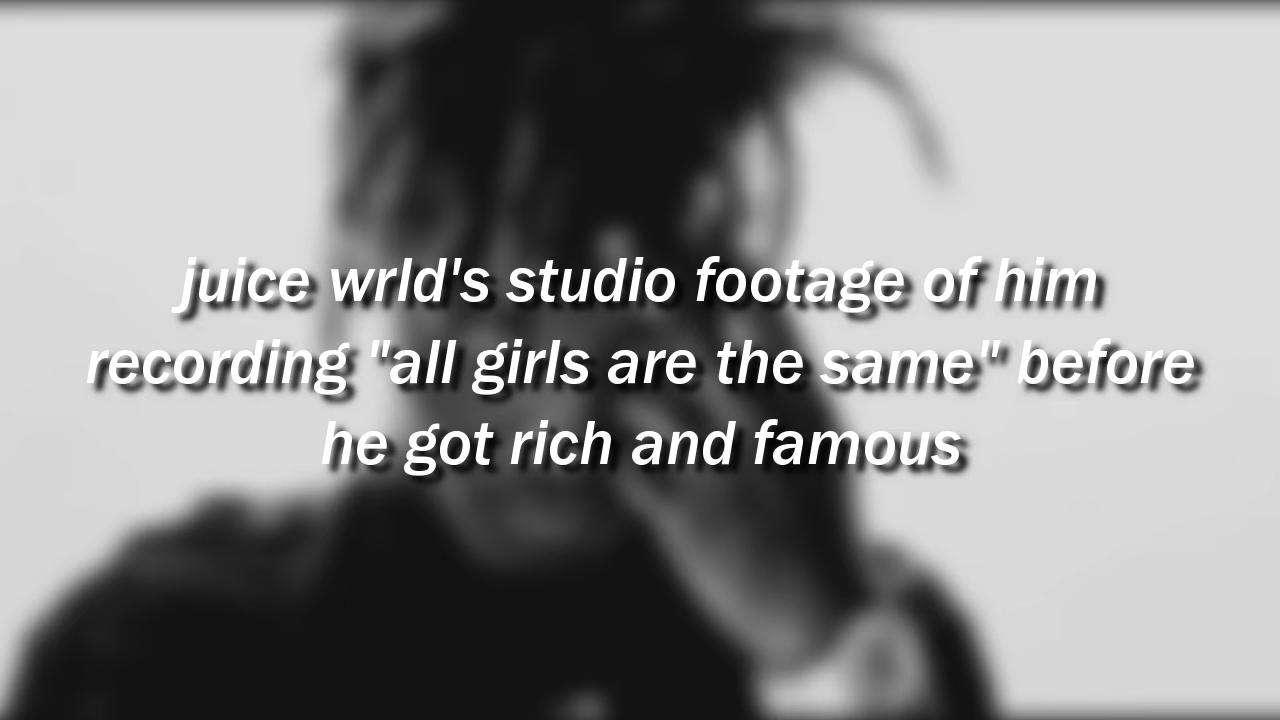 juice wrld's studio footage of him
recording "all girls are the same" before
he got rich and famous